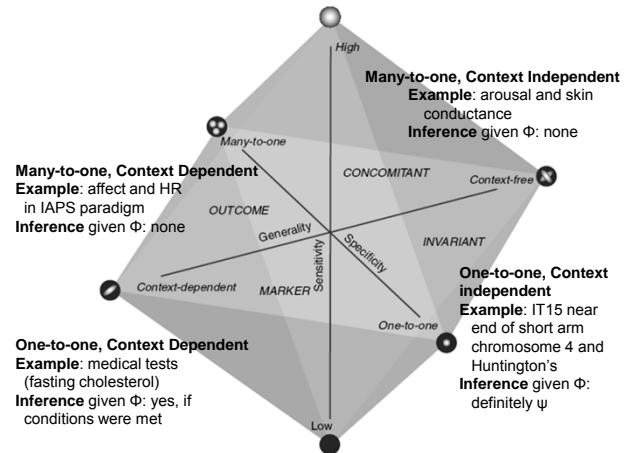 High
Many-to-one, Context Independent
Example: arousal and skin
conductance
Inference given Φ: none
Many-to-one
CONCOMITANT
Context-free
Many-to-one, Context Dependent
Example: affect and HR
in IAPS paradigm
Inference given Φ: none
OUTCOME
Generality
Specificity
Sensitivity
INVARIANT
Context-dependent
MARKER
One-to-one
One-to-one, Context
independent
Example: IT15 near
end of short arm
chromosome 4 and
Huntington's
Inference given Φ:
definitely ψ
One-to-one, Context Dependent
Example: medical tests
(fasting cholesterol)
Inference given Φ: yes, if
conditions were met
Low